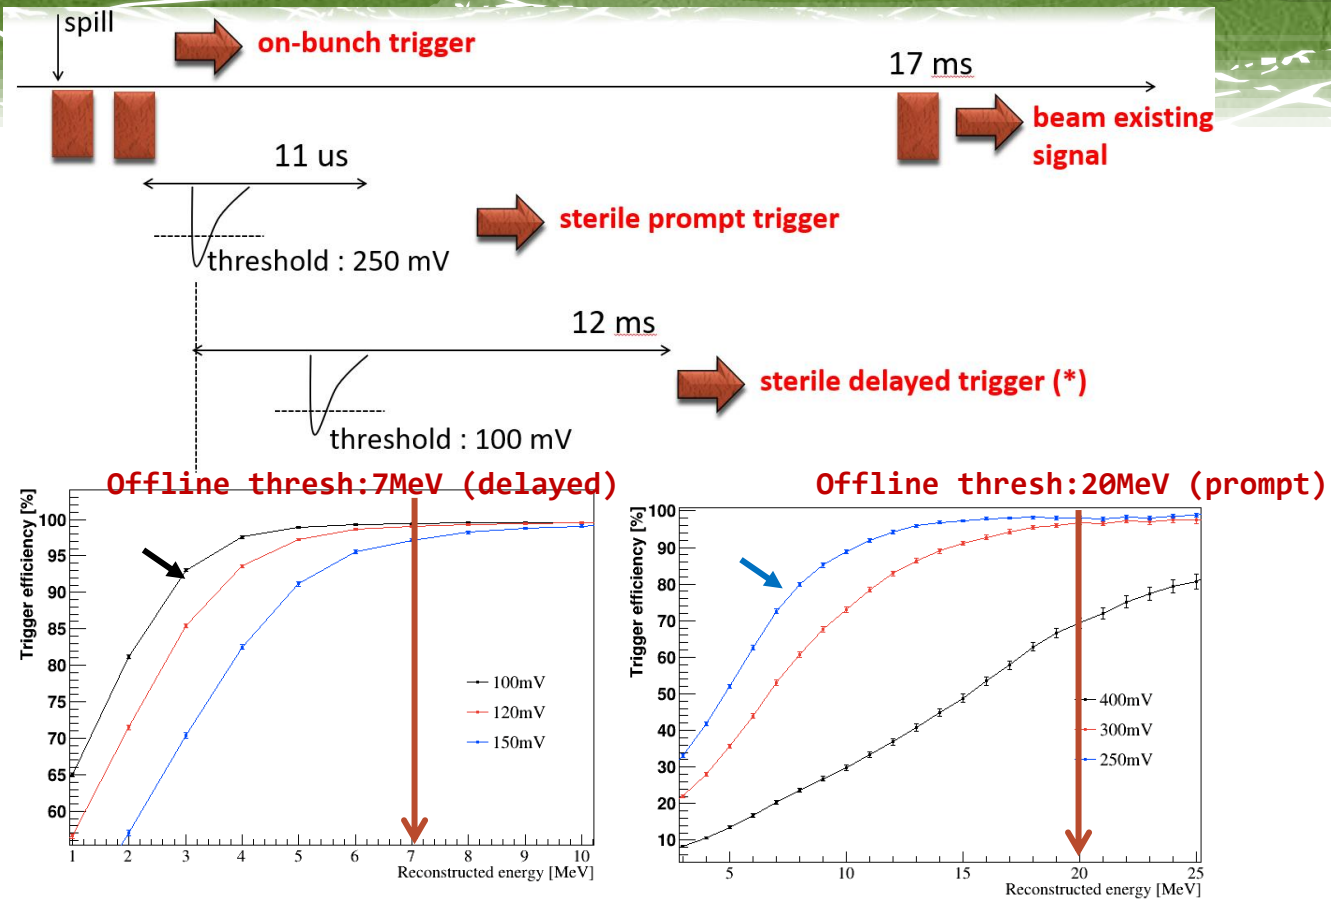 spill
on-bunch trigger
17 ms
beam existing
signal
11 us
sterile prompt trigger
threshold : 250 mV
12 ms
sterile delayed trigger (*)
threshold : 100 mV
Offline thresh:7MeV (delayed)
Trigger efficiency [%]
100
95
90
85
80
75
70
65
60
100mV
120mV
150mV
1 2 3 4 5 6 7 8 9 10
Reconstructed energy [MeV]
Offline thresh:20MeV (prompt)
Trigger efficiency [%]
100
90
80
70
60
50
40
30
20
10
400mV
300mV
250mV
5 10 15 20 25
Reconstructed energy [MeV]